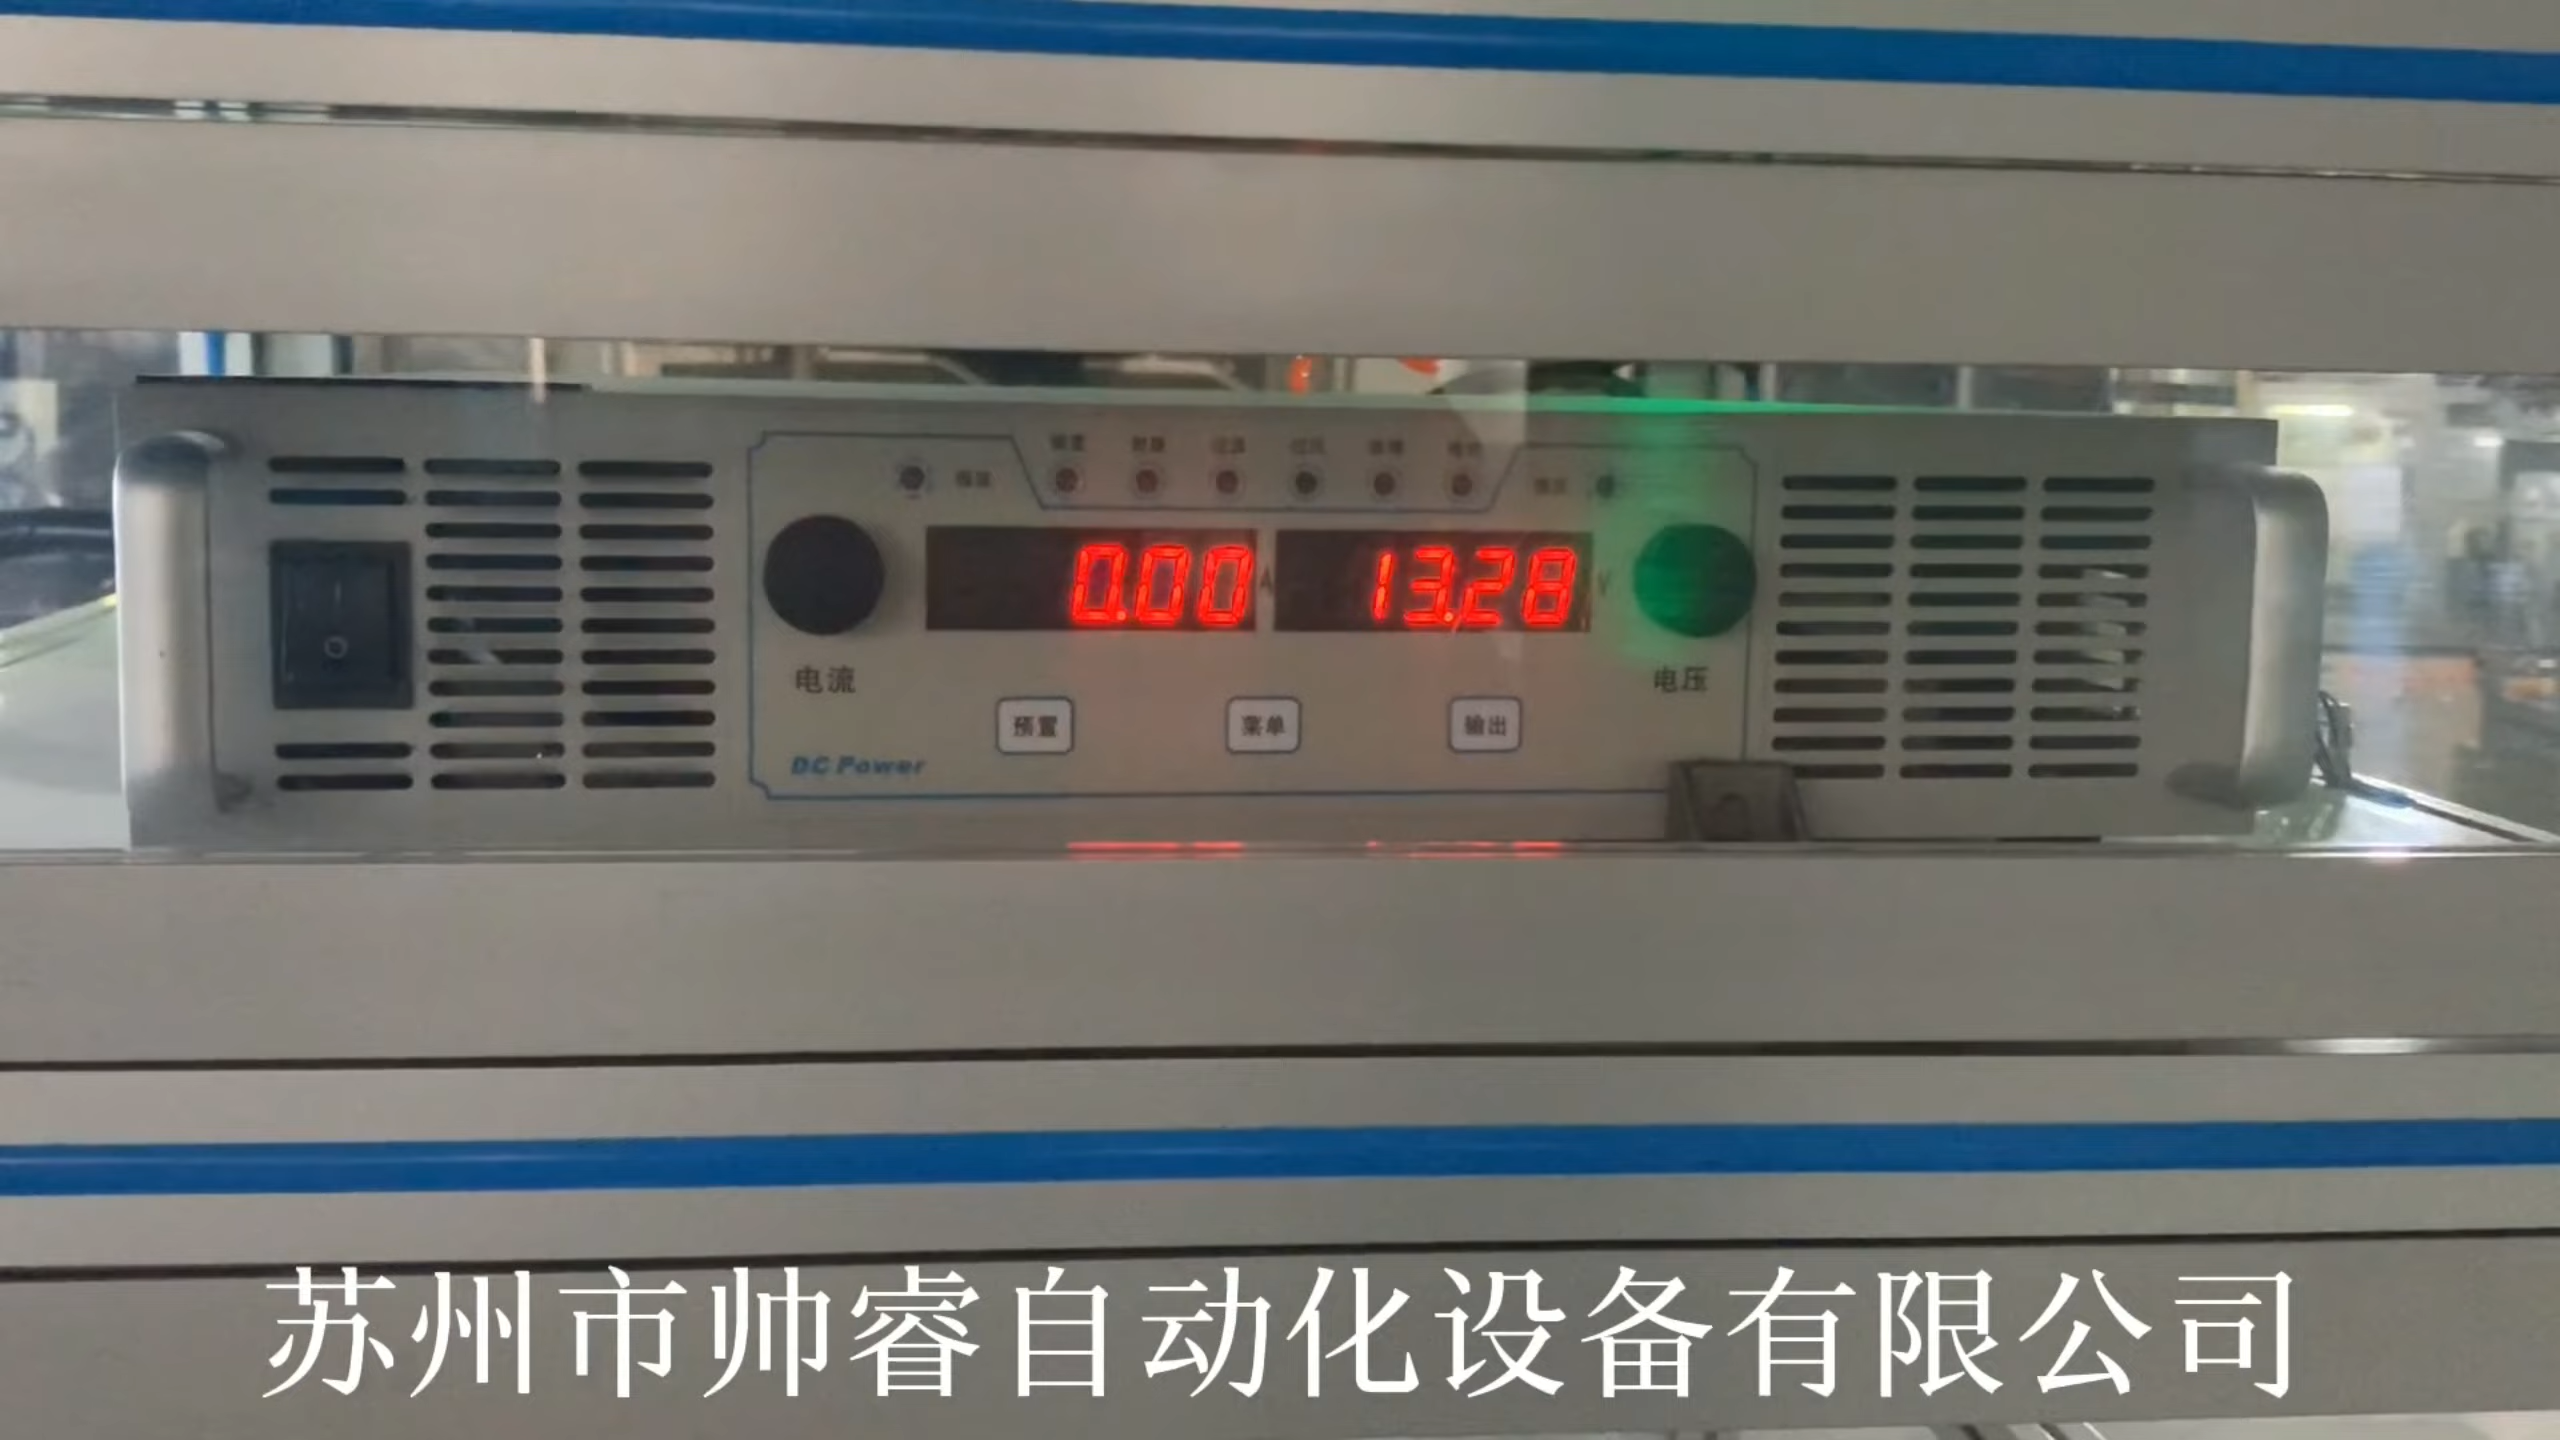 0.00 A 13.28 V
电流 电压
预置 菜单 输出
DC Power
苏州市帅睿自动化设备有限公司